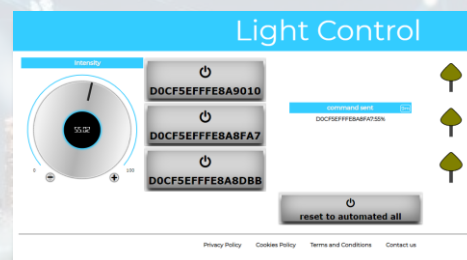 Light Control
Intensity
55.02
0
100
D0CF5EFFFE8A9010
D0CF5EFFFE8A8FA7
D0CF5EFFFE8A8DBB
command sent
D0CF5EFFFE8A8FA7:55%
reset to automated all
Privacy Policy Cookies Policy Terms and Conditions Contact us